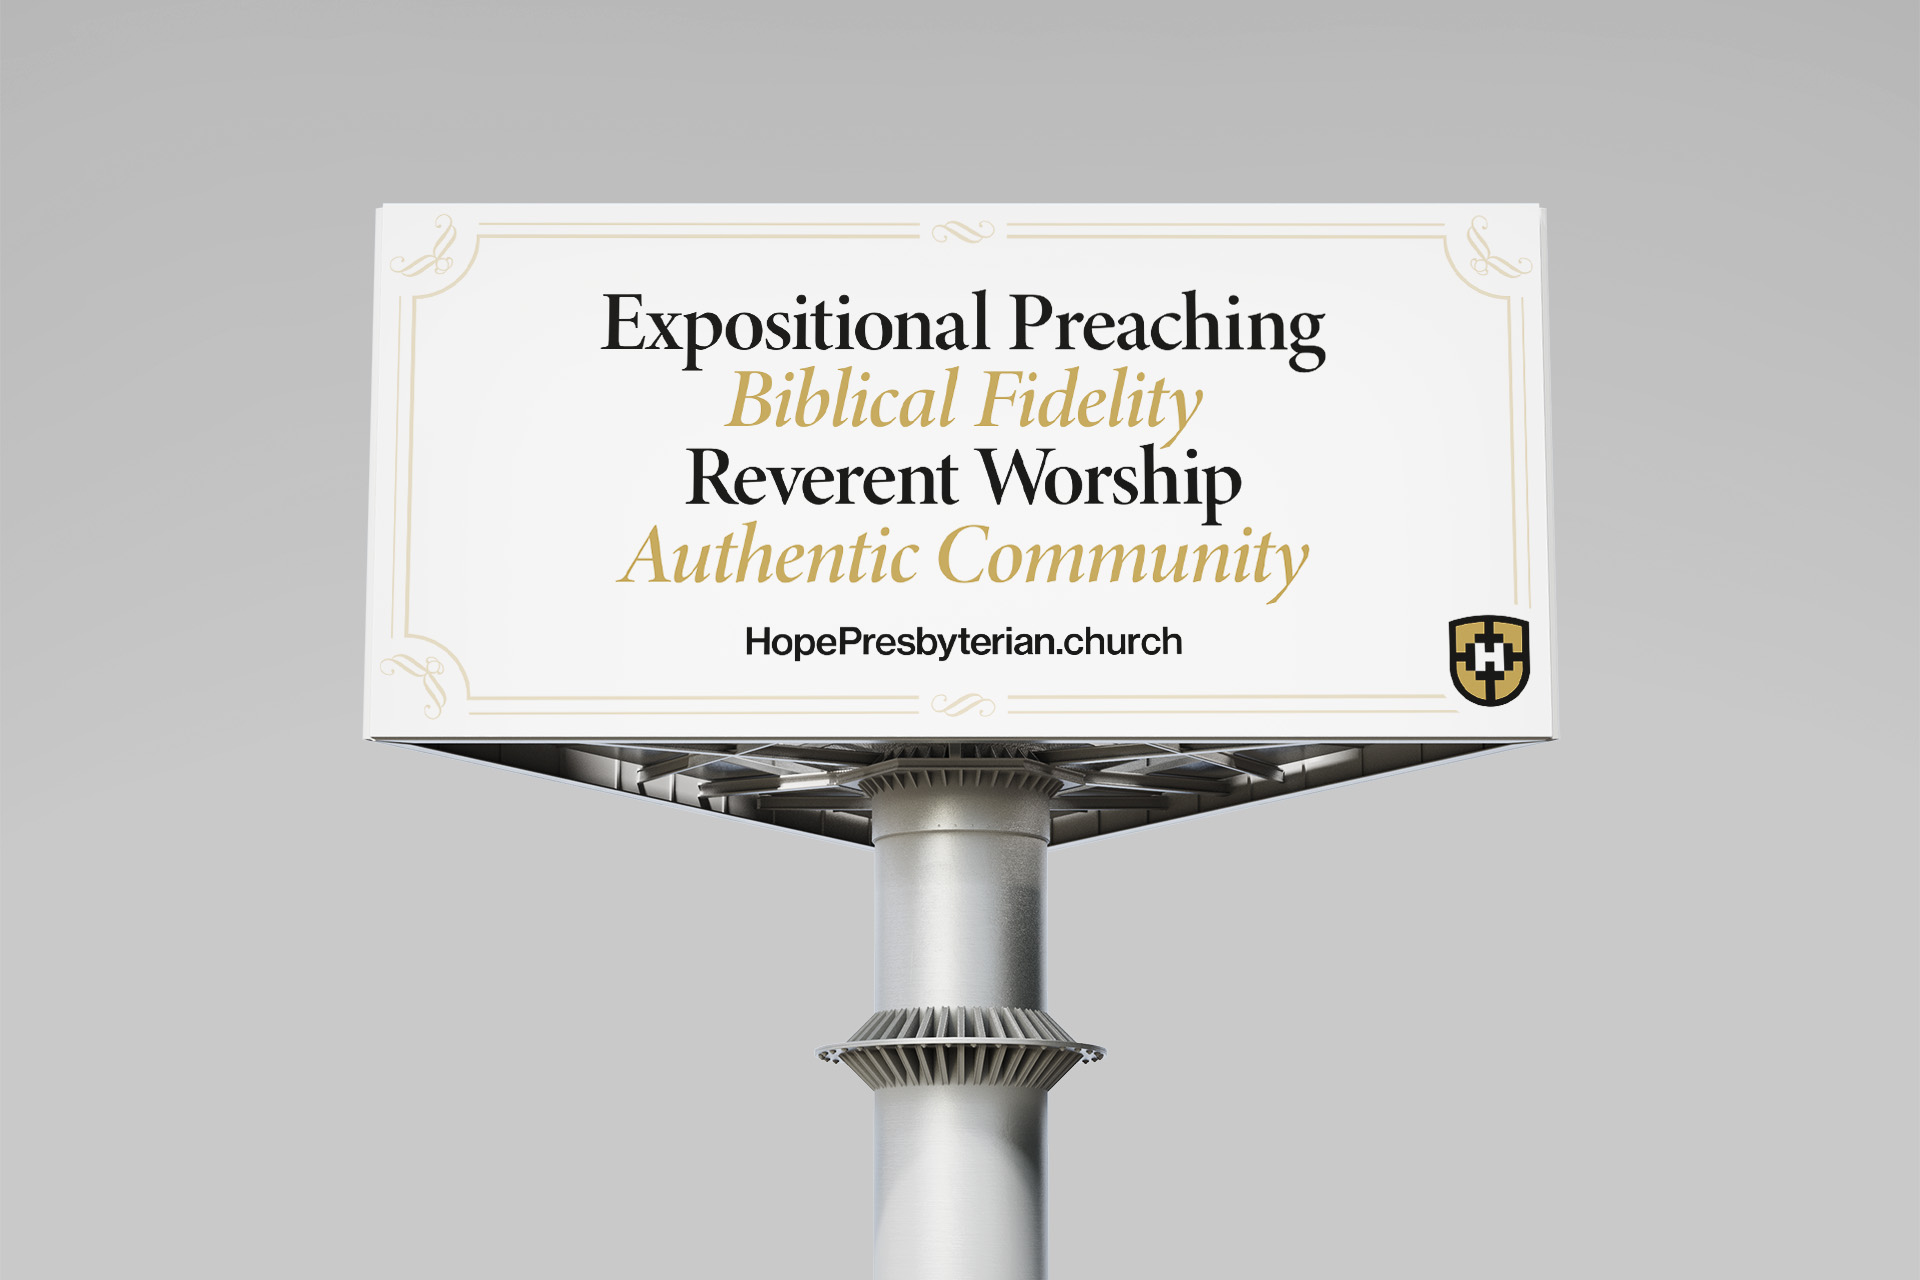 Expositional Preaching
Biblical Fidelity
Reverent Worship
Authentic Community
HopePresbyterian.church
H